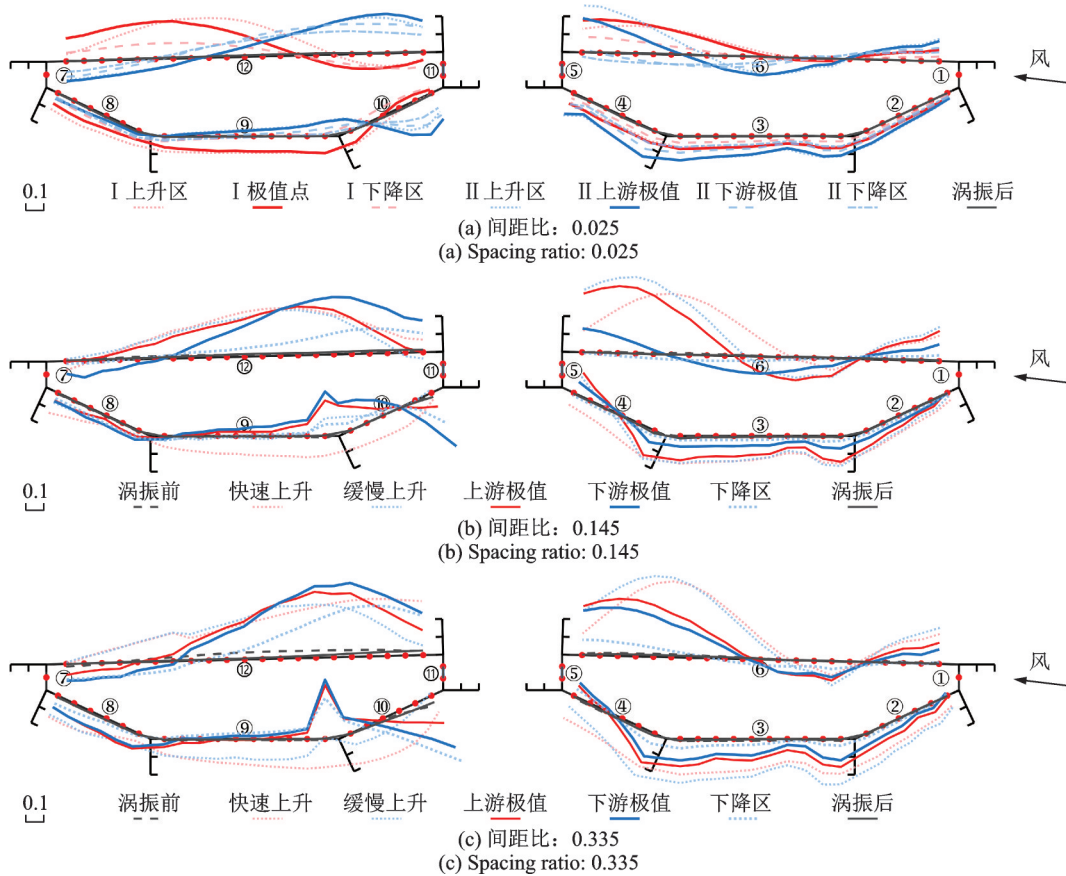 ⑦ ⑧ ⑨ ⑩ ⑪ ⑫ ⑤ ④ ③ ② ① ⑥ 风
0.1 Ⅰ上升区 Ⅰ极值点 Ⅰ下降区 Ⅱ上升区 Ⅱ上游极值 Ⅱ下游极值 Ⅱ下降区 涡振后
(a) 间距比：0.025
(a) Spacing ratio: 0.025
⑦ ⑧ ⑨ ⑩ ⑪ ⑫ ⑤ ④ ③ ② ① ⑥ 风
0.1 涡振前 快速上升 缓慢上升 上游极值 下游极值 下降区 涡振后
(b) 间距比：0.145
(b) Spacing ratio: 0.145
⑦ ⑧ ⑨ ⑩ ⑪ ⑫ ⑤ ④ ③ ② ① ⑥ 风
0.1 涡振前 快速上升 缓慢上升 上游极值 下游极值 下降区 涡振后
(c) 间距比：0.335
(c) Spacing ratio: 0.335